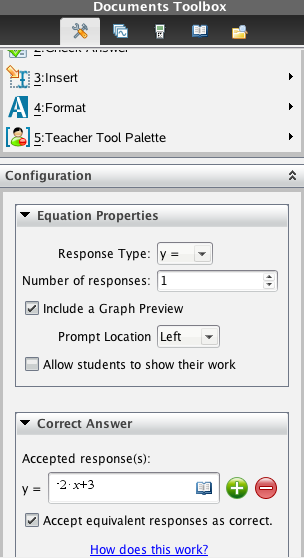 Documents Toolbox
2:Check Answer
3:Insert
4:Format
5:Teacher Tool Palette
Configuration
Equation Properties
Response Type: y =
Number of responses: 1
Include a Graph Preview
Prompt Location Left
Allow students to show their work
Correct Answer
Accepted response(s):
y = -2·x+3
Accept equivalent responses as correct.
How does this work?